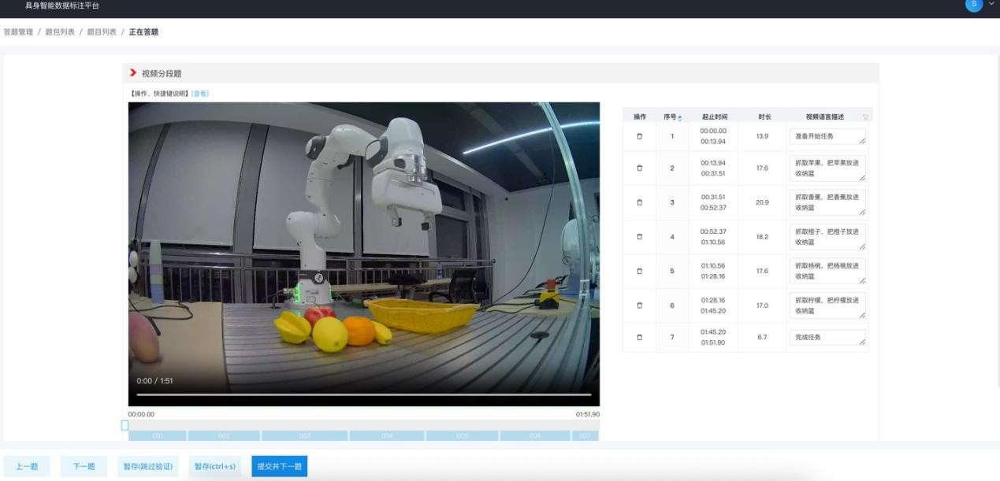 具身智能数据标注平台
S
答题管理 / 题包列表 / 题目列表 / 正在答题
视频分段题
【操作、快捷键说明】[查看]
操作 序号 起止时间 时长 视频语言描述
1 00:00.00 00:13.94 13.9 准备开始任务
2 00:13.94 00:31.51 17.6 抓取苹果，把苹果放进收纳篮
3 00:31.51 00:52.37 20.9 抓取香蕉，把香蕉放进收纳篮
4 00:52.37 01:10.56 18.2 抓取橙子，把橙子放进收纳篮
5 01:10.56 01:28.16 17.6 抓取杨桃，把杨桃放进收纳篮
6 01:28.16 01:45.20 17.0 抓取柠檬，把柠檬放进收纳篮
7 01:45.20 01:51.90 6.7 完成任务
0:00 / 1:51
00:00.00 01:51.90
001 002 003 004 005 006 007
上一题 下一题 暂存(跳过验证) 暂存(ctrl+s) 提交并下一题